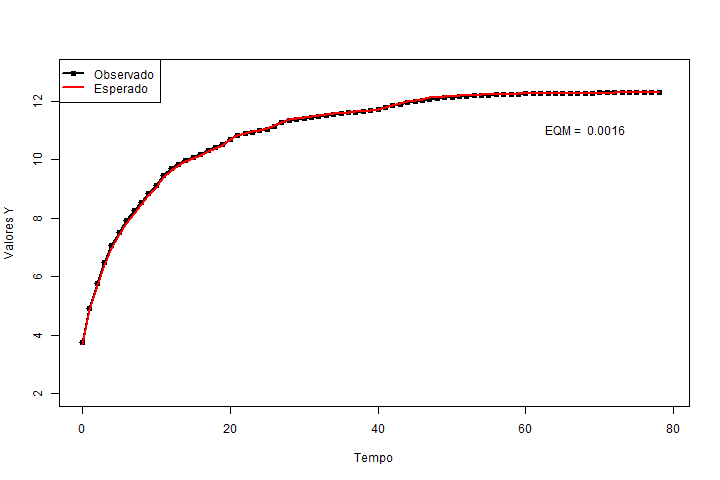 Observado
Esperado
EQM = 0.0016
Valores Y
12
10
8
6
4
2
0 20 40 60 80
Tempo